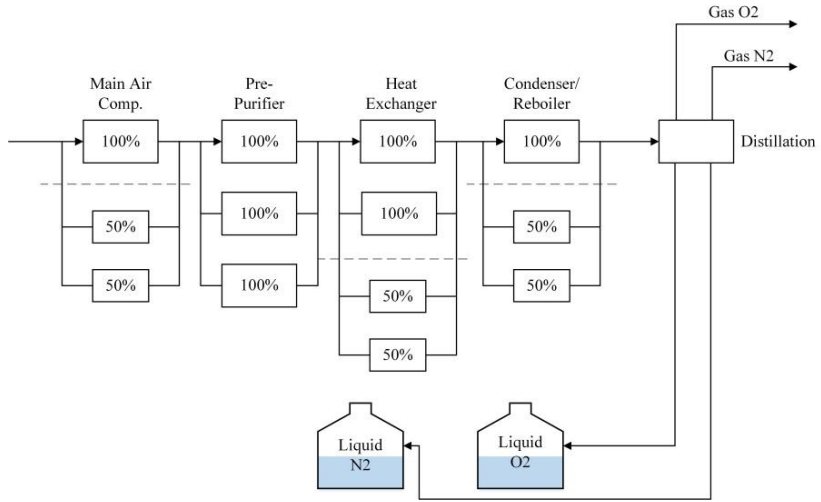 Gas O2
Gas N2
Main Air
Comp.
Pre-
Purifier
Heat
Exchanger
Condenser/
Reboiler
100%
100%
100%
100%
Distillation
50%
100%
100%
50%
50%
100%
50%
50%
50%
50%
Liquid
N2
Liquid
O2